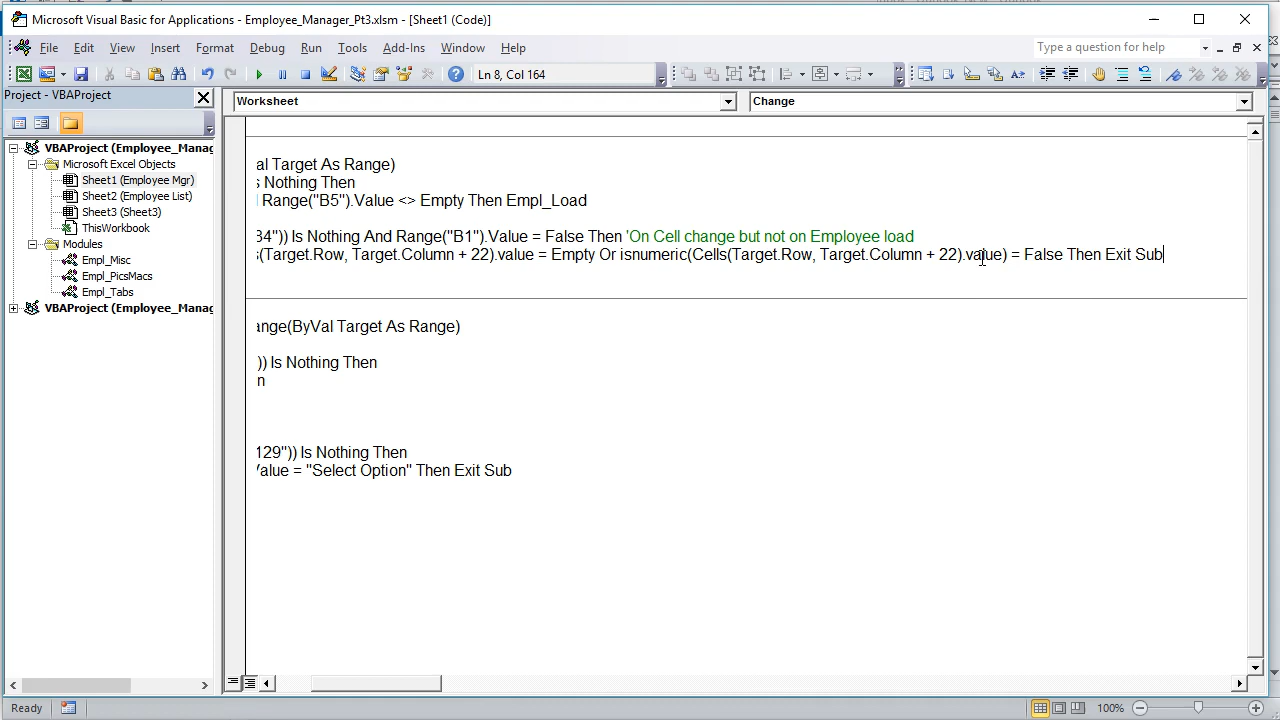 Microsoft Visual Basic for Applications - Employee_Manager_Pt3.xlsm - [Sheet1 (Code)]
File Edit View Insert Format Debug Run Tools Add-Ins Window Help
Type a question for help
Ln 8, Col 164
Project - VBAProject
Worksheet
Change
VBAProject (Employee_Mana
Microsoft Excel Objects
Sheet1 (Employee Mgr)
Sheet2 (Employee List)
Sheet3 (Sheet3)
ThisWorkbook
Modules
Empl_Misc
Empl_PicsMacs
Empl_Tabs
VBAProject (Employee_Manag
al Target As Range)
s Nothing Then
Range("B5").Value <> Empty Then Empl_Load
34")) Is Nothing And Range("B1").Value = False Then 'On Cell change but not on Employee load
s(Target.Row, Target.Column + 22).value = Empty Or isnumeric(Cells(Target.Row, Target.Column + 22).value) = False Then Exit Sub
ange(ByVal Target As Range)
)) Is Nothing Then
n
129")) Is Nothing Then
Value = "Select Option" Then Exit Sub
Ready
100%